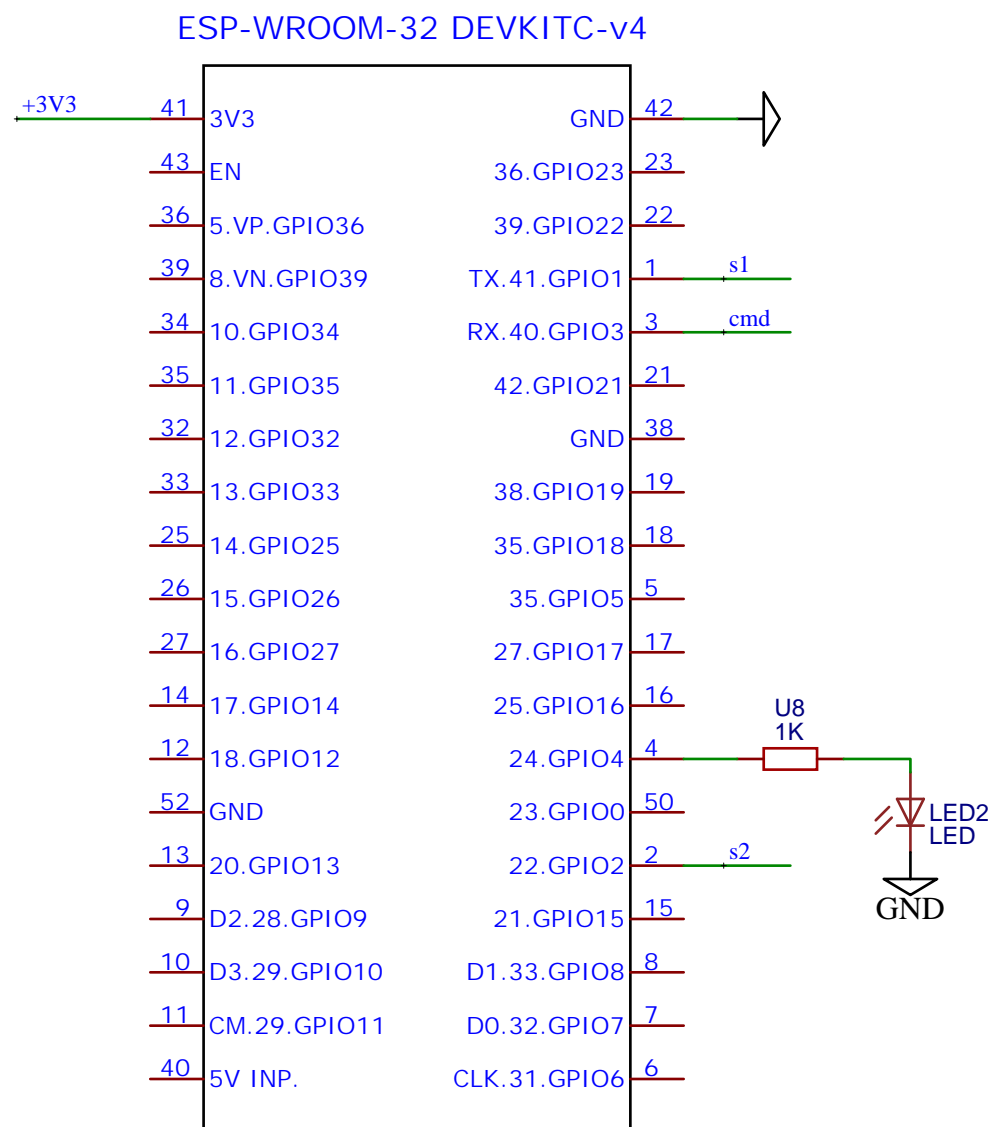 ESP-WROOM-32 DEVKITC-v4
+3V3 41 3V3 GND 42
43 EN 36.GPIO23 23
36 5.VP.GPIO36 39.GPIO22 22
39 8.VN.GPIO39 TX.41.GPIO1 1 s1
34 10.GPIO34 RX.40.GPIO3 3 cmd
35 11.GPIO35 42.GPIO21 21
32 12.GPIO32 GND 38
33 13.GPIO33 38.GPIO19 19
25 14.GPIO25 35.GPIO18 18
26 15.GPIO26 35.GPIO5 5
27 16.GPIO27 27.GPIO17 17
14 17.GPIO14 25.GPIO16 16
U8
1K
12 18.GPIO12 24.GPIO4 4
52 GND 23.GPIO0 50
LED2
LED
13 20.GPIO13 22.GPIO2 2 s2
GND
9 D2.28.GPIO9 21.GPIO15 15
10 D3.29.GPIO10 D1.33.GPIO8 8
11 CM.29.GPIO11 D0.32.GPIO7 7
40 5V INP. CLK.31.GPIO6 6